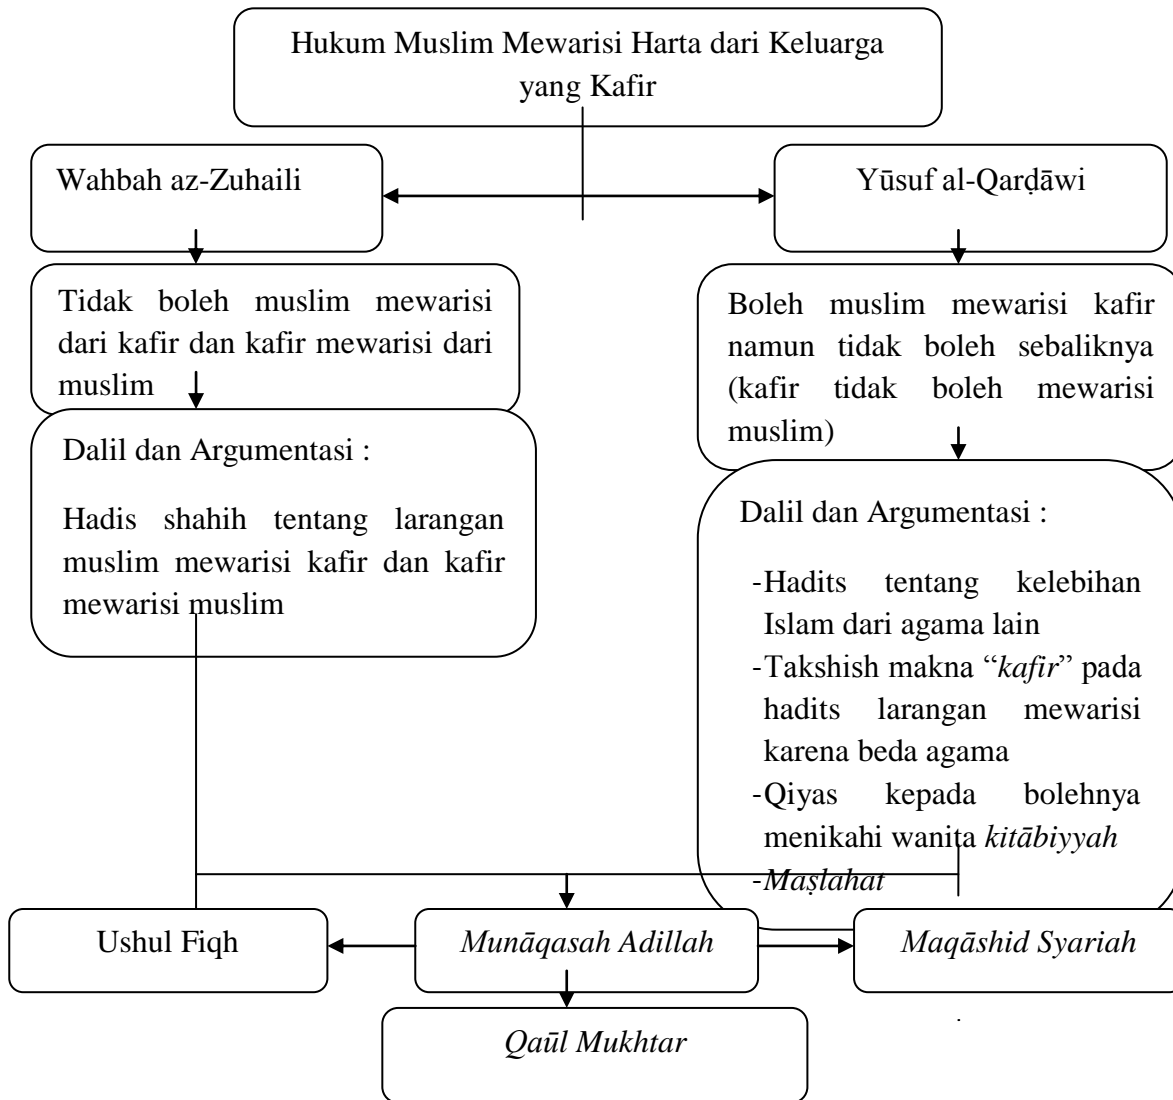 Hukum Muslim Mewarisi Harta dari Keluarga
yang Kafir
Wahbah az-Zuhaili
Yūsuf al-Qarḍāwi
Tidak boleh muslim mewarisi
dari kafir dan kafir mewarisi dari
muslim
Boleh muslim mewarisi kafir
namun tidak boleh sebaliknya
(kafir tidak boleh mewarisi
muslim)
Dalil dan Argumentasi :
Hadis shahih tentang larangan
muslim mewarisi kafir dan kafir
mewarisi muslim
Dalil dan Argumentasi :
-Hadits tentang kelebihan
Islam dari agama lain
-Takshish makna “kafir” pada
hadits larangan mewarisi
karena beda agama
-Qiyas kepada bolehnya
menikahi wanita kitābiyyah
-Maṣlahat
Ushul Fiqh
Munāqasah Adillah
Maqāshid Syariah
.
Qaūl Mukhtar